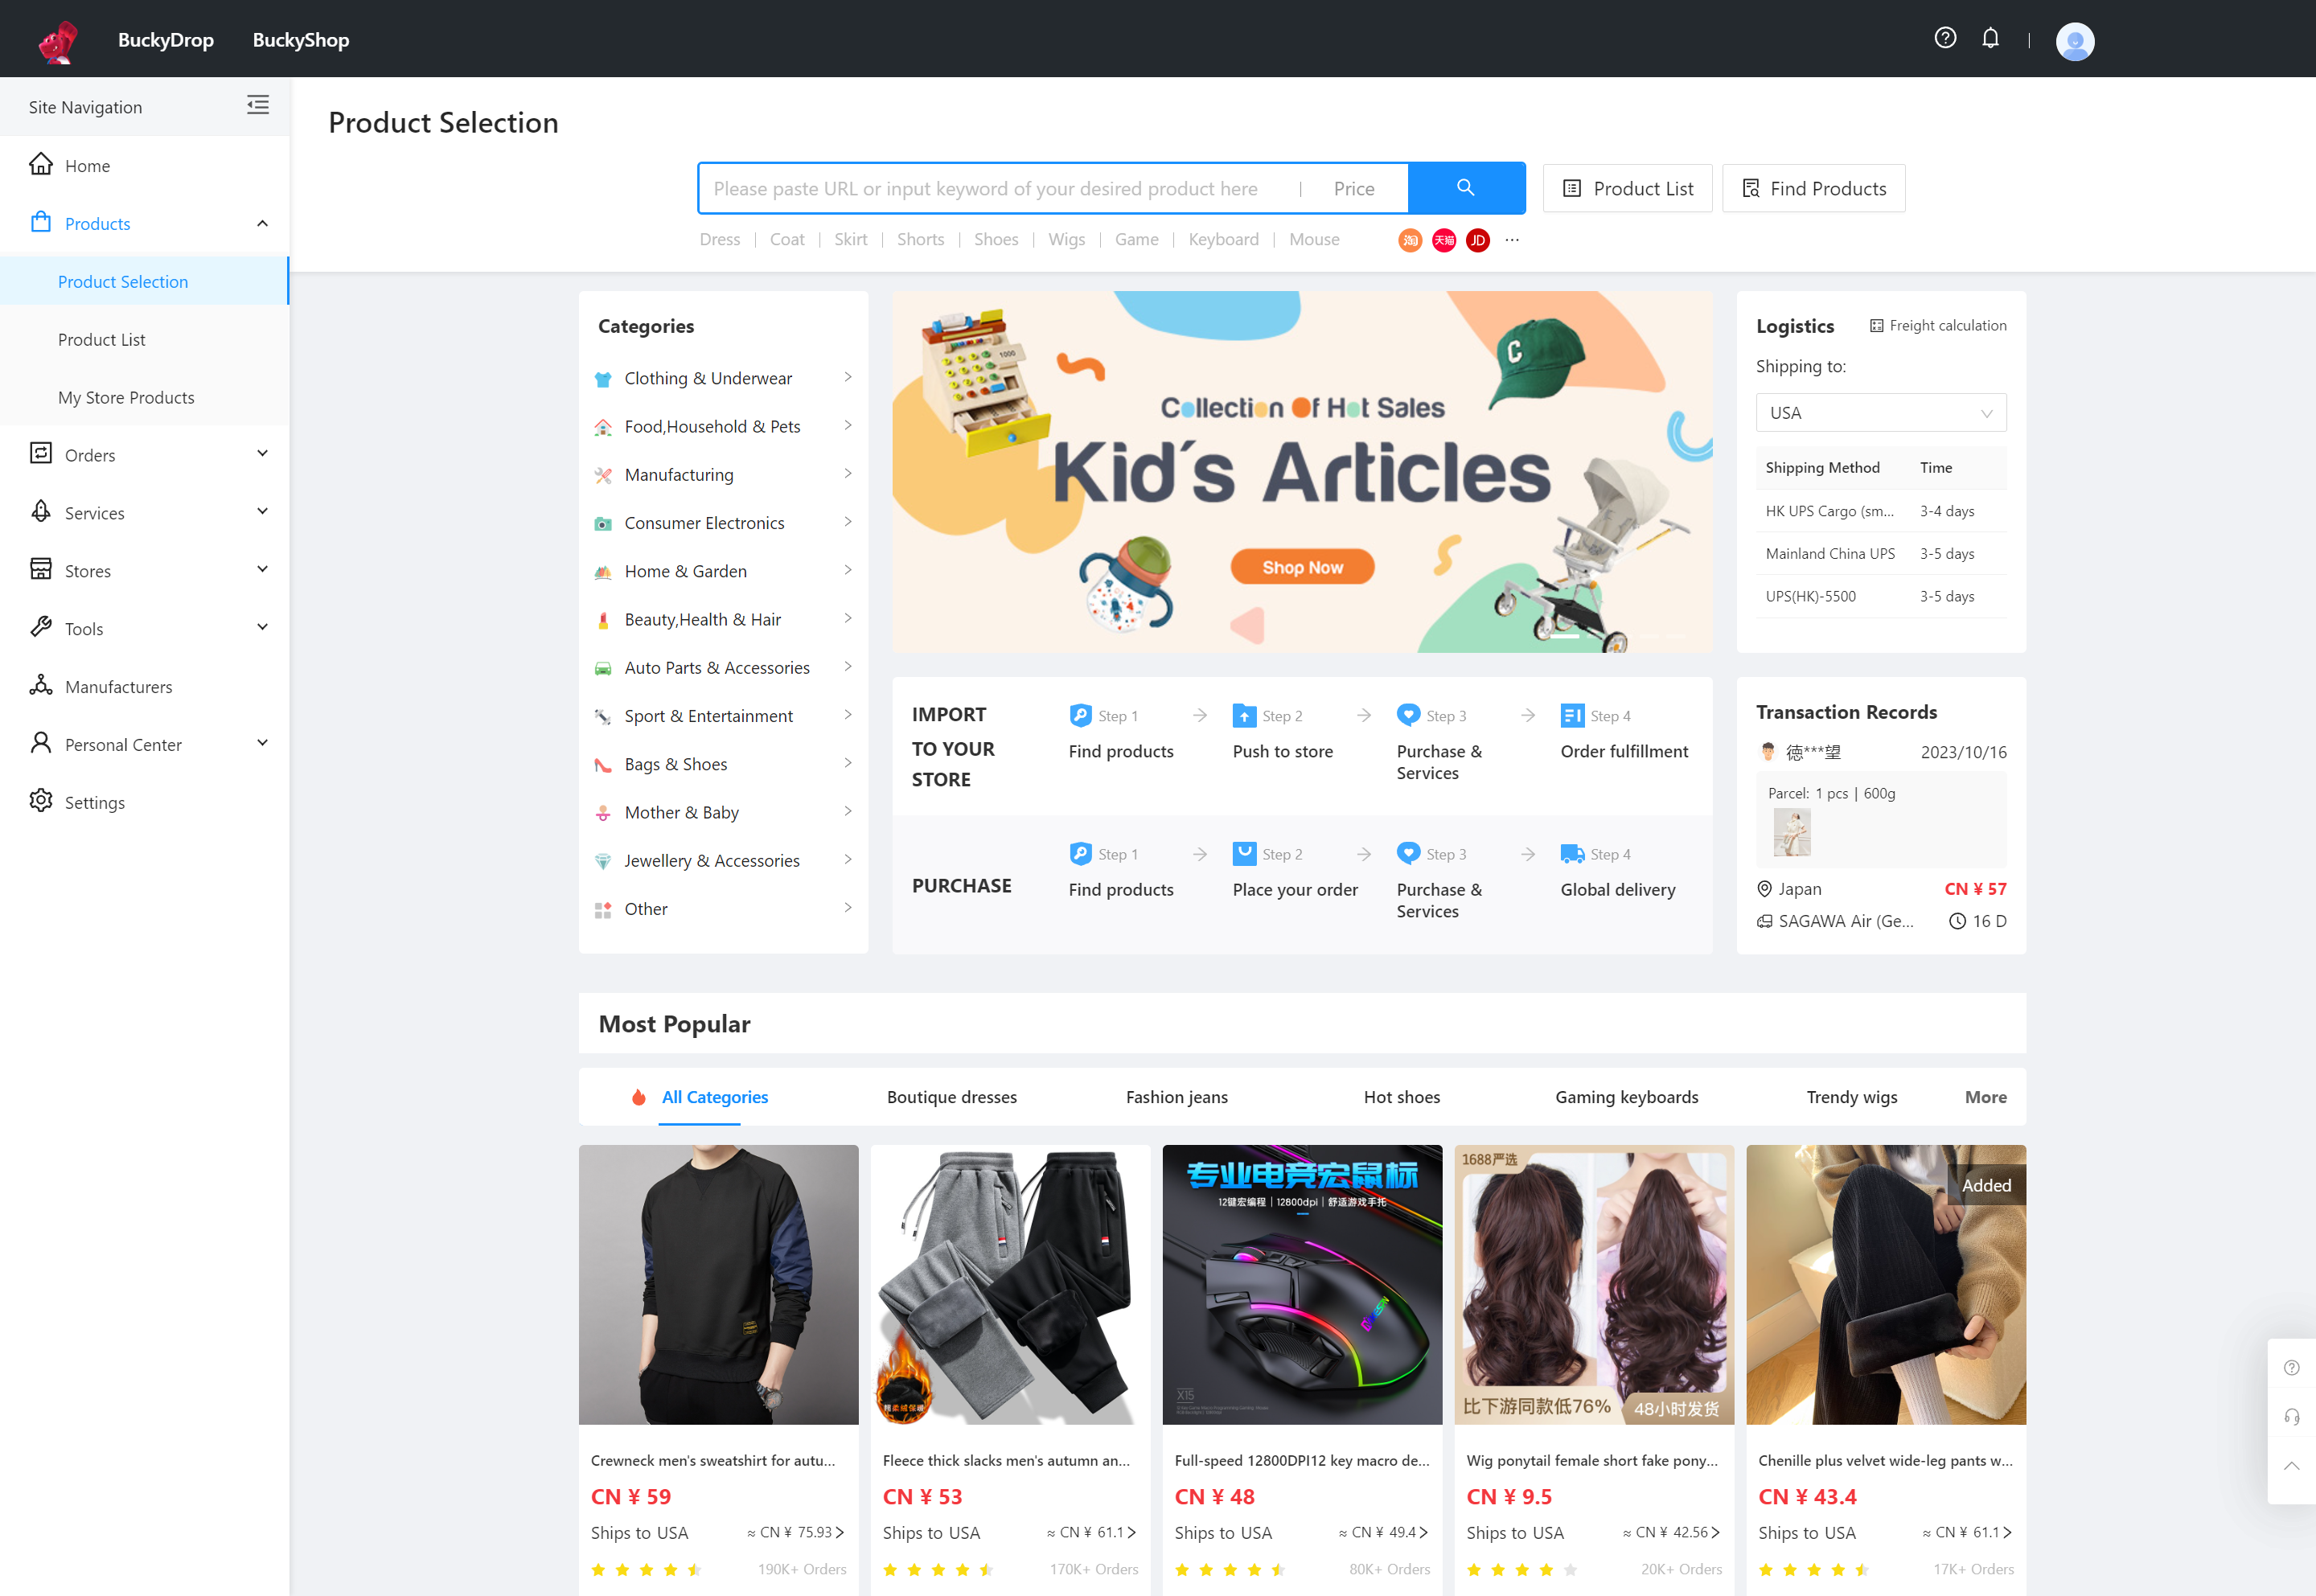 BuckyDrop
BuckyShop
Site Navigation
Home
Products
Product Selection
Product List
My Store Products
Orders
Services
Stores
Tools
Manufacturers
Personal Center
Settings
Product Selection
Please paste URL or input keyword of your desired product here | Price
Product List
Find Products
Dress | Coat | Skirt | Shorts | Shoes | Wigs | Game | Keyboard | Mouse
淘 天猫 JD ...
Categories
Clothing & Underwear
Food,Household & Pets
Manufacturing
Consumer Electronics
Home & Garden
Beauty,Health & Hair
Auto Parts & Accessories
Sport & Entertainment
Bags & Shoes
Mother & Baby
Jewellery & Accessories
Other
1000
C
Collection Of Hot Sales
Kid's Articles
Shop Now
Logistics
Freight calculation
Shipping to:
USA
Shipping Method Time
HK UPS Cargo (sm... 3-4 days
Mainland China UPS 3-5 days
UPS(HK)-5500 3-5 days
IMPORT
TO YOUR
STORE
Step 1
Find products
Step 2
Push to store
Step 3
Purchase &
Services
Step 4
Order fulfillment
PURCHASE
Step 1
Find products
Step 2
Place your order
Step 3
Purchase &
Services
Step 4
Global delivery
Transaction Records
徳***望 2023/10/16
Parcel: 1 pcs | 600g
Japan CN ¥ 57
SAGAWA Air (Ge... 16 D
Most Popular
All Categories
Boutique dresses
Fashion jeans
Hot shoes
Gaming keyboards
Trendy wigs
More
Crewneck men's sweatshirt for autu...
CN ¥ 59
Ships to USA ≈ CN ¥ 75.93
190K+ Orders
Fleece thick slacks men's autumn an...
CN ¥ 53
Ships to USA ≈ CN ¥ 61.1
170K+ Orders
专业电竞宏鼠标
12键宏编程 | 12800dpi | 舒适游戏手托
X15
Full-speed 12800DPI12 key macro de...
CN ¥ 48
Ships to USA ≈ CN ¥ 49.4
80K+ Orders
1688严选
比下游同款低76%
48小时发货
Wig ponytail female short fake pony...
CN ¥ 9.5
Ships to USA ≈ CN ¥ 42.56
20K+ Orders
Added
Chenille plus velvet wide-leg pants w...
CN ¥ 43.4
Ships to USA ≈ CN ¥ 61.1
17K+ Orders